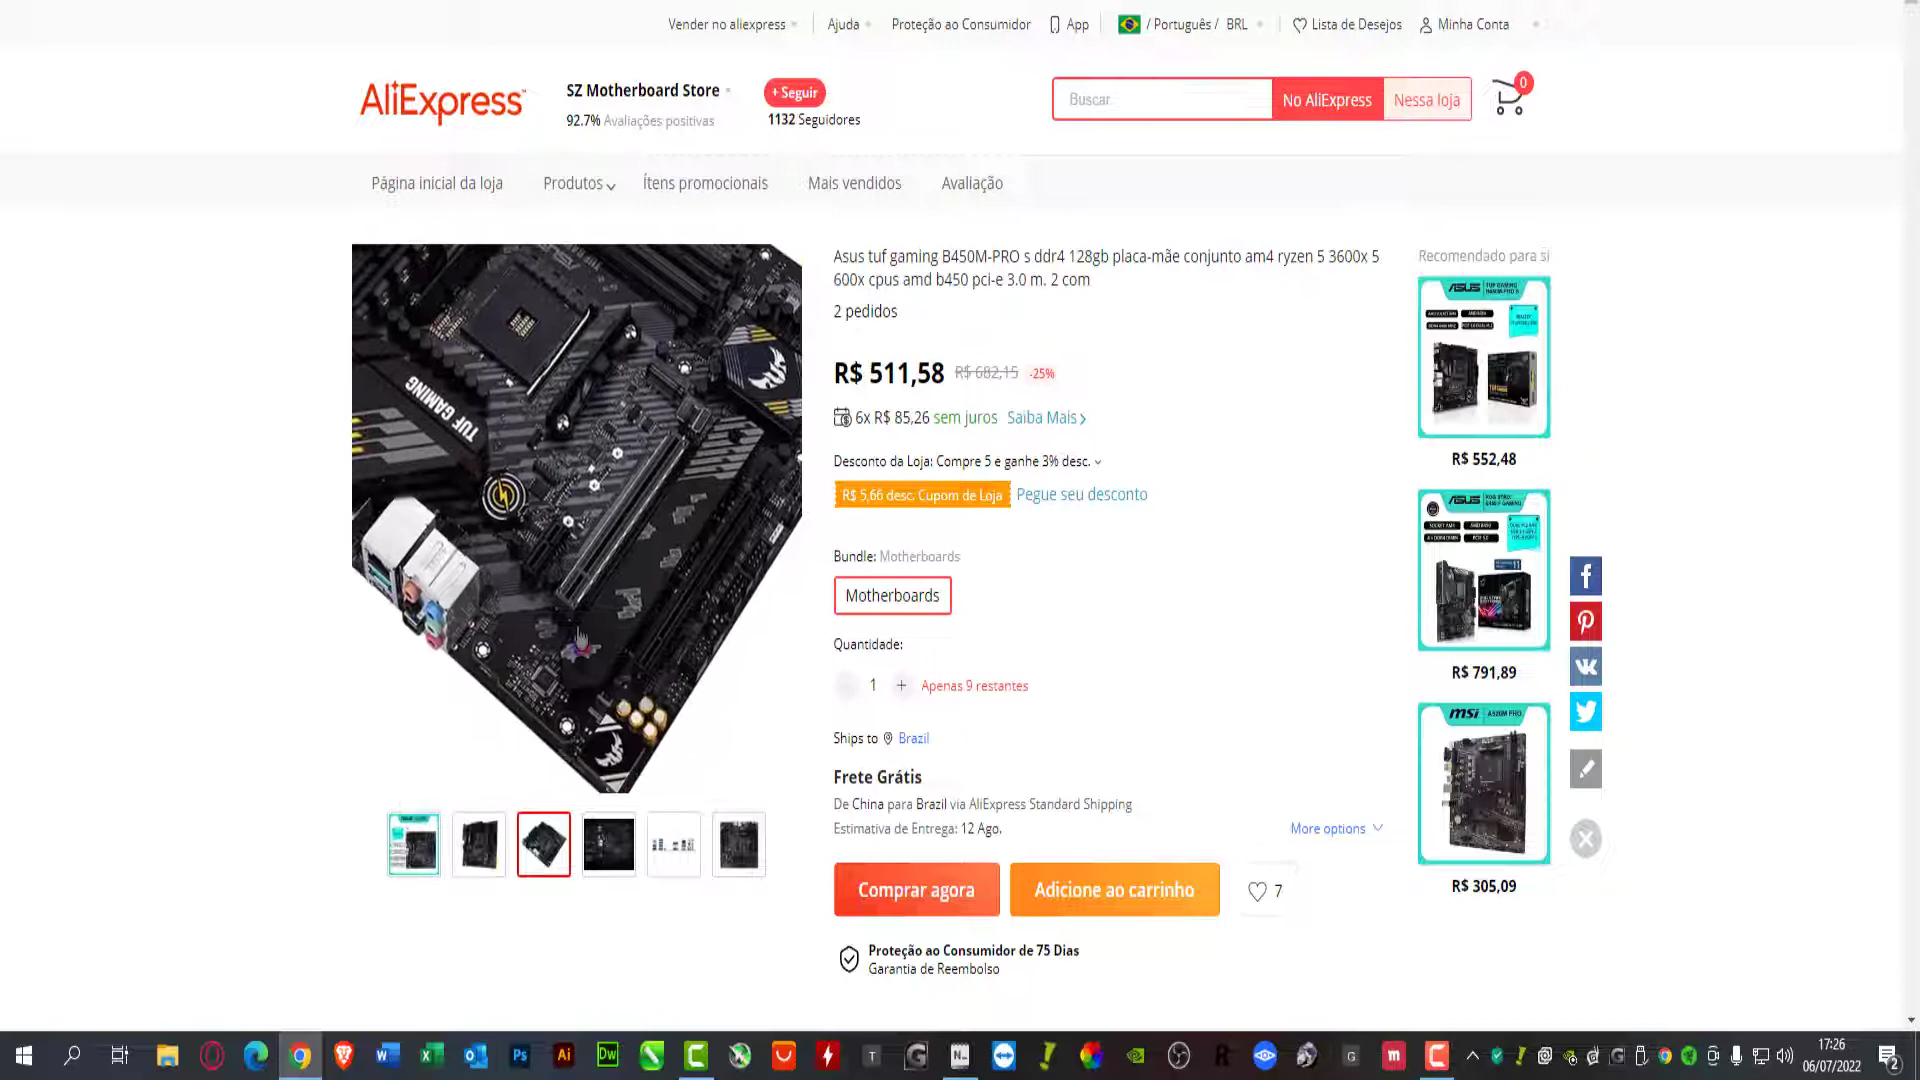 Vender no aliexpress
Ajuda
Proteção ao Consumidor
App
/ Português / BRL
Lista de Desejos
Minha Conta
AliExpress
SZ Motherboard Store
92.7% Avaliações positivas
+ Seguir
1132 Seguidores
Buscar
No AliExpress
Nessa loja
0
Página inicial da loja
Produtos
Ítens promocionais
Mais vendidos
Avaliação
TUF GAMING
Asus tuf gaming B450M-PRO s ddr4 128gb placa-mãe conjunto am4 ryzen 5 3600x 5
600x cpus amd b450 pci-e 3.0 m. 2 com
2 pedidos
R$ 511,58 R$ 682,15 -25%
6x R$ 85,26 sem juros Saiba Mais
Desconto da Loja: Compre 5 e ganhe 3% desc.
R$ 5,66 desc. Cupom de Loja Pegue seu desconto
Bundle: Motherboards
Motherboards
Quantidade:
1 + Apenas 9 restantes
Ships to Brazil
Frete Grátis
De China para Brazil via AliExpress Standard Shipping
Estimativa de Entrega: 12 Ago.
More options
Comprar agora
Adicione ao carrinho
7
Proteção ao Consumidor de 75 Dias
Garantia de Reembolso
Recomendado para si
ASUS
R$ 552,48
ASUS
R$ 791,89
msi A520M PRO
R$ 305,09
17:26
06/07/2022
2